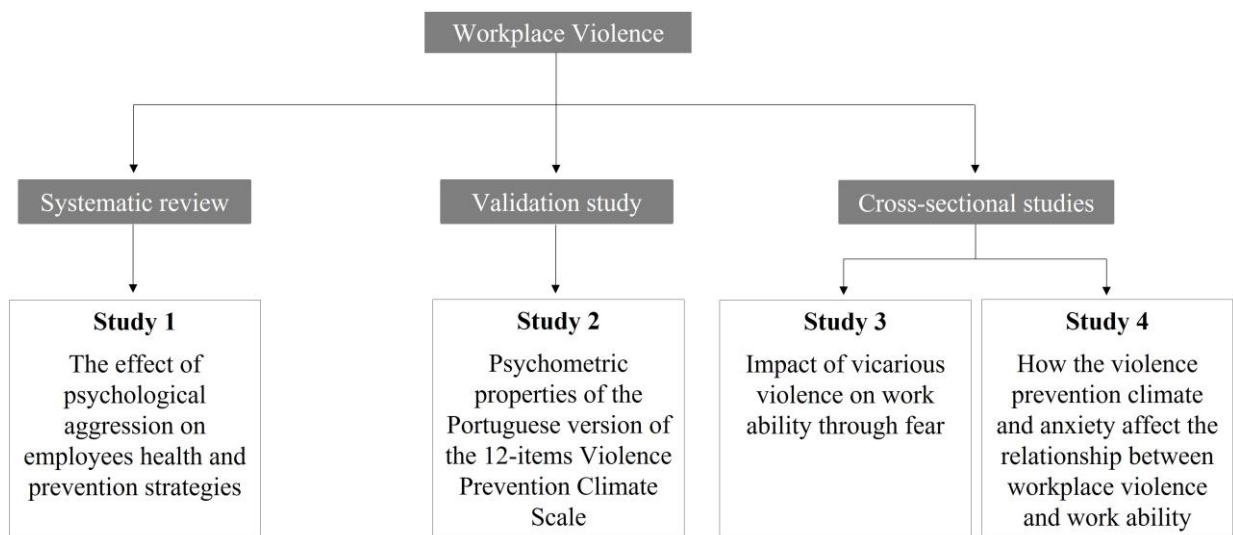 Workplace Violence
Systematic review
Validation study
Cross-sectional studies
Study 1
The effect of
psychological
aggression on
employees health and
prevention strategies
Study 2
Psychometric
properties of the
Portuguese version of
the 12-items Violence
Prevention Climate
Scale
Study 3
Impact of vicarious
violence on work
ability through fear
Study 4
How the violence
prevention climate
and anxiety affect the
relationship between
workplace violence
and work ability